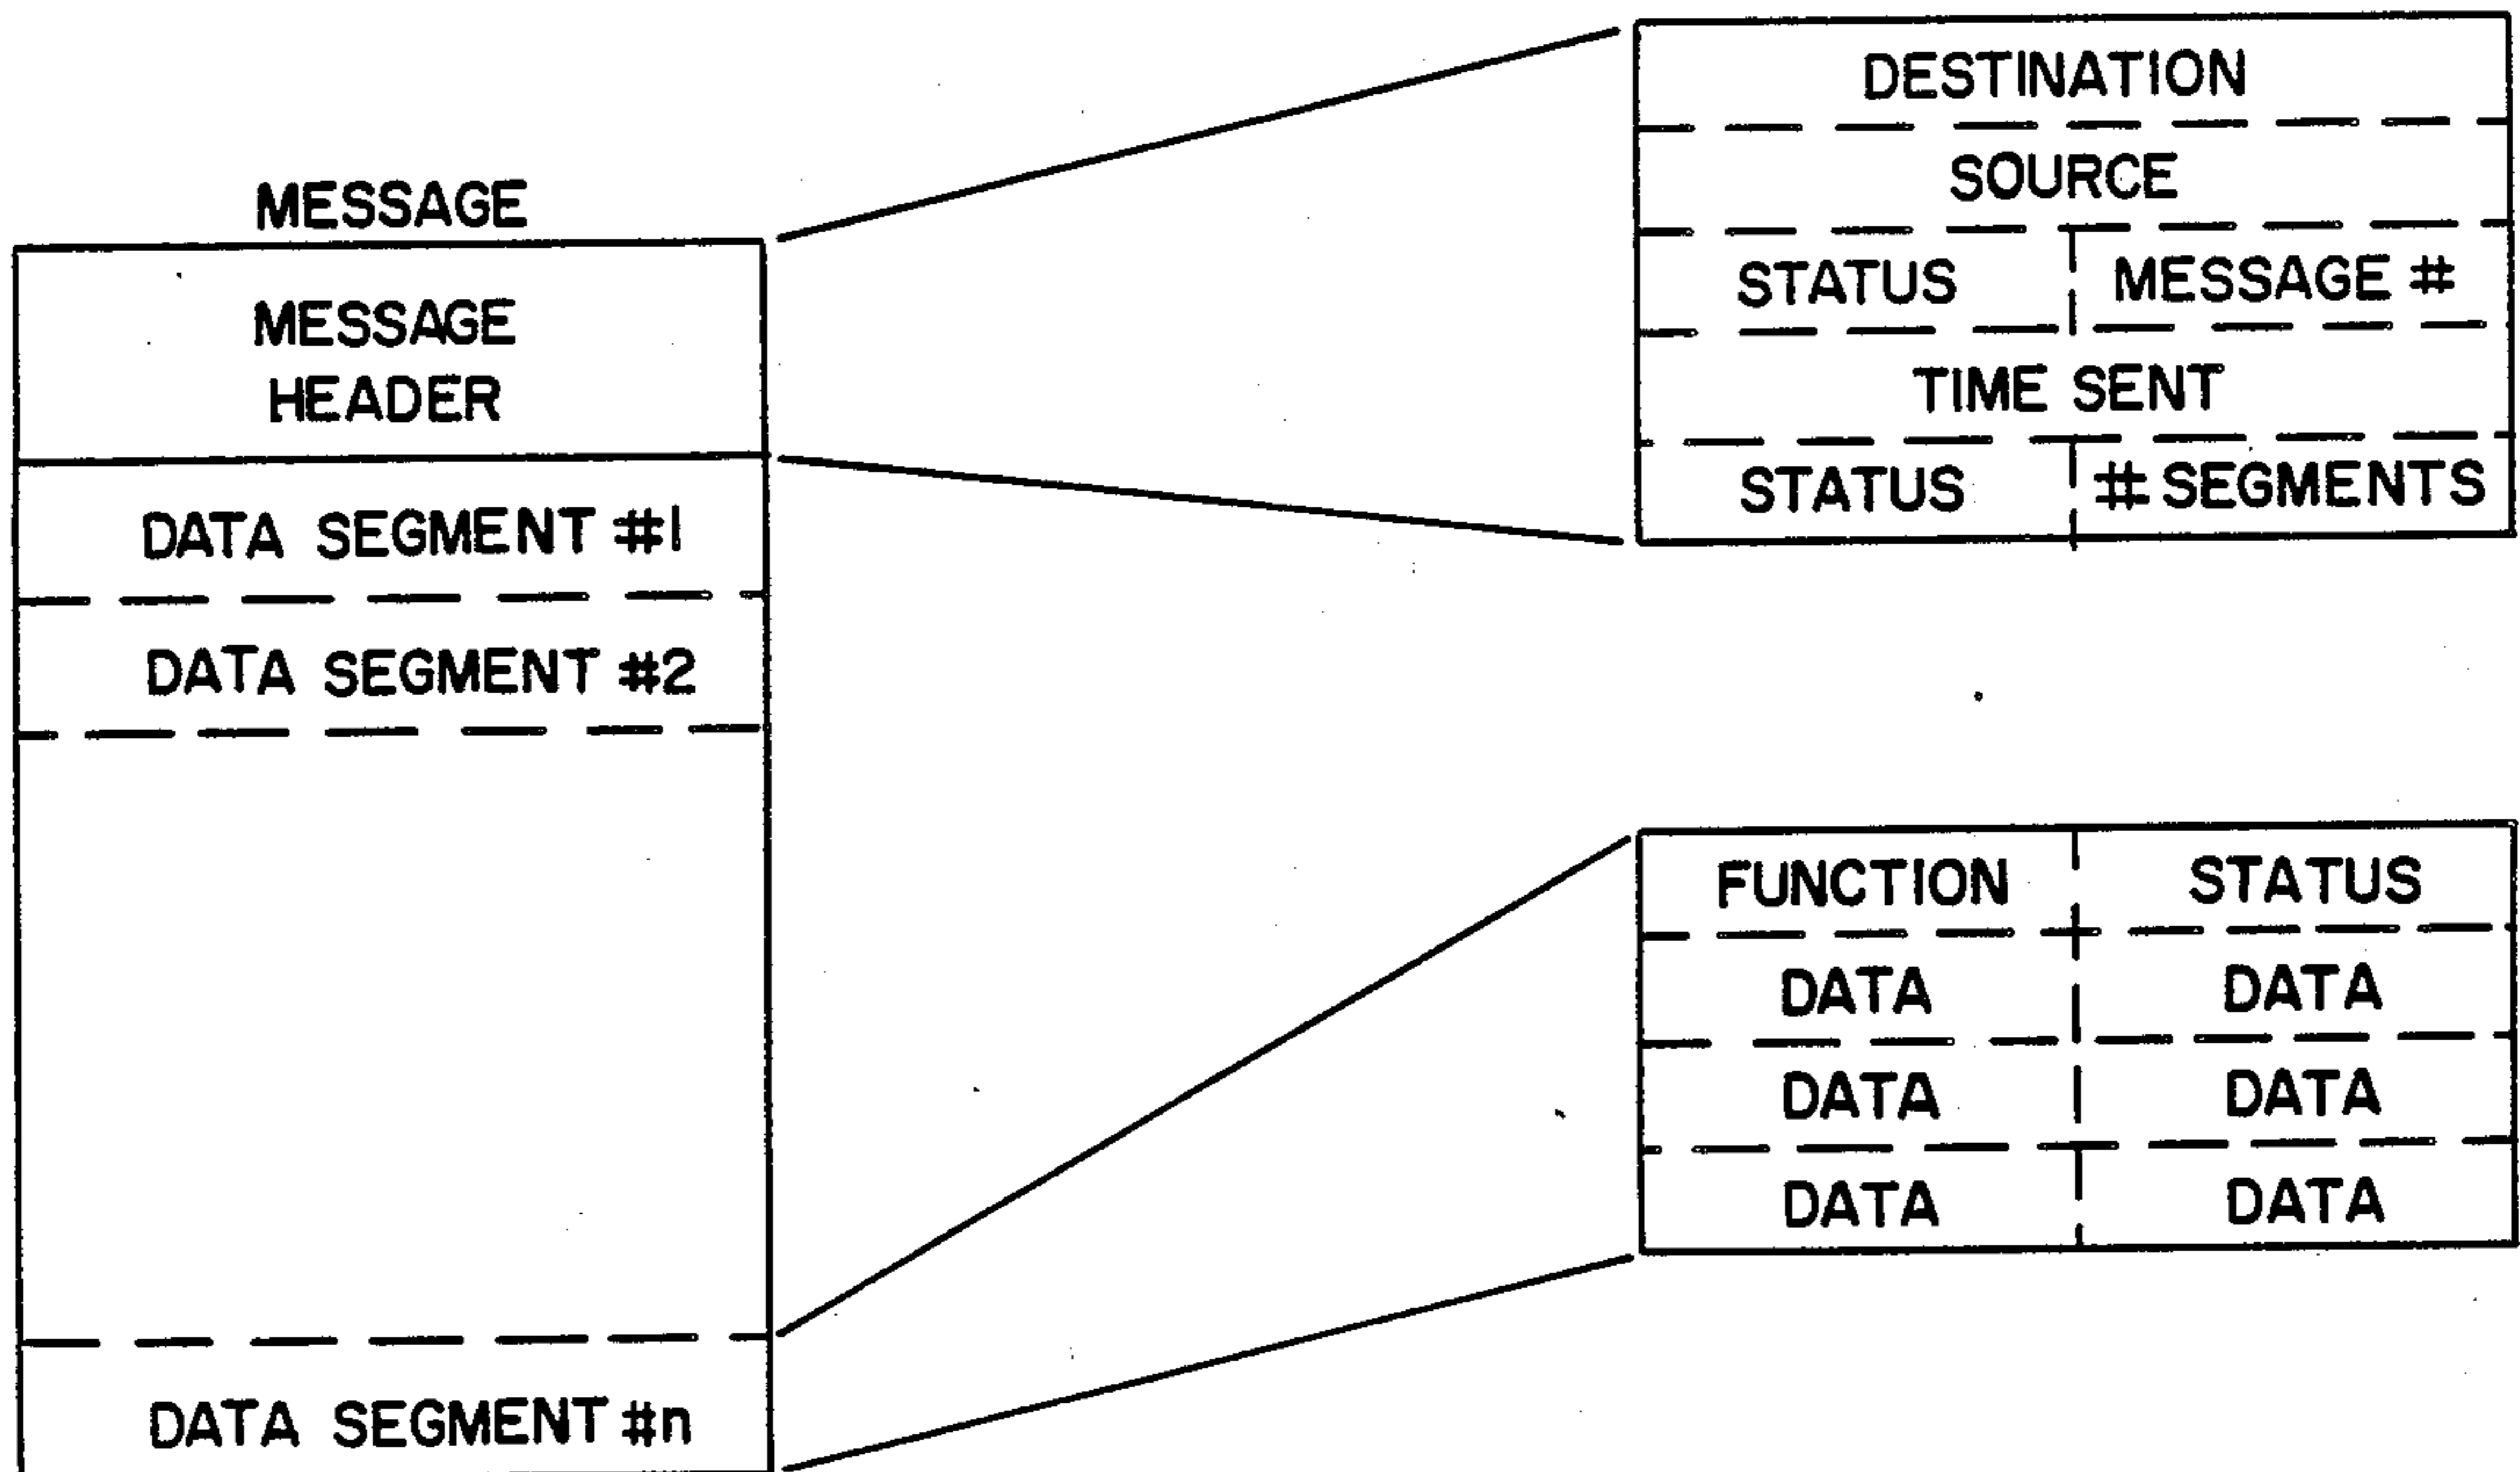 MESSAGE
MESSAGE
HEADER
DATA SEGMENT #1
DATA SEGMENT #2
DATA SEGMENT #n
DESTINATION
SOURCE
STATUS MESSAGE #
TIME SENT
STATUS # SEGMENTS
FUNCTION STATUS
DATA DATA
DATA DATA
DATA DATA